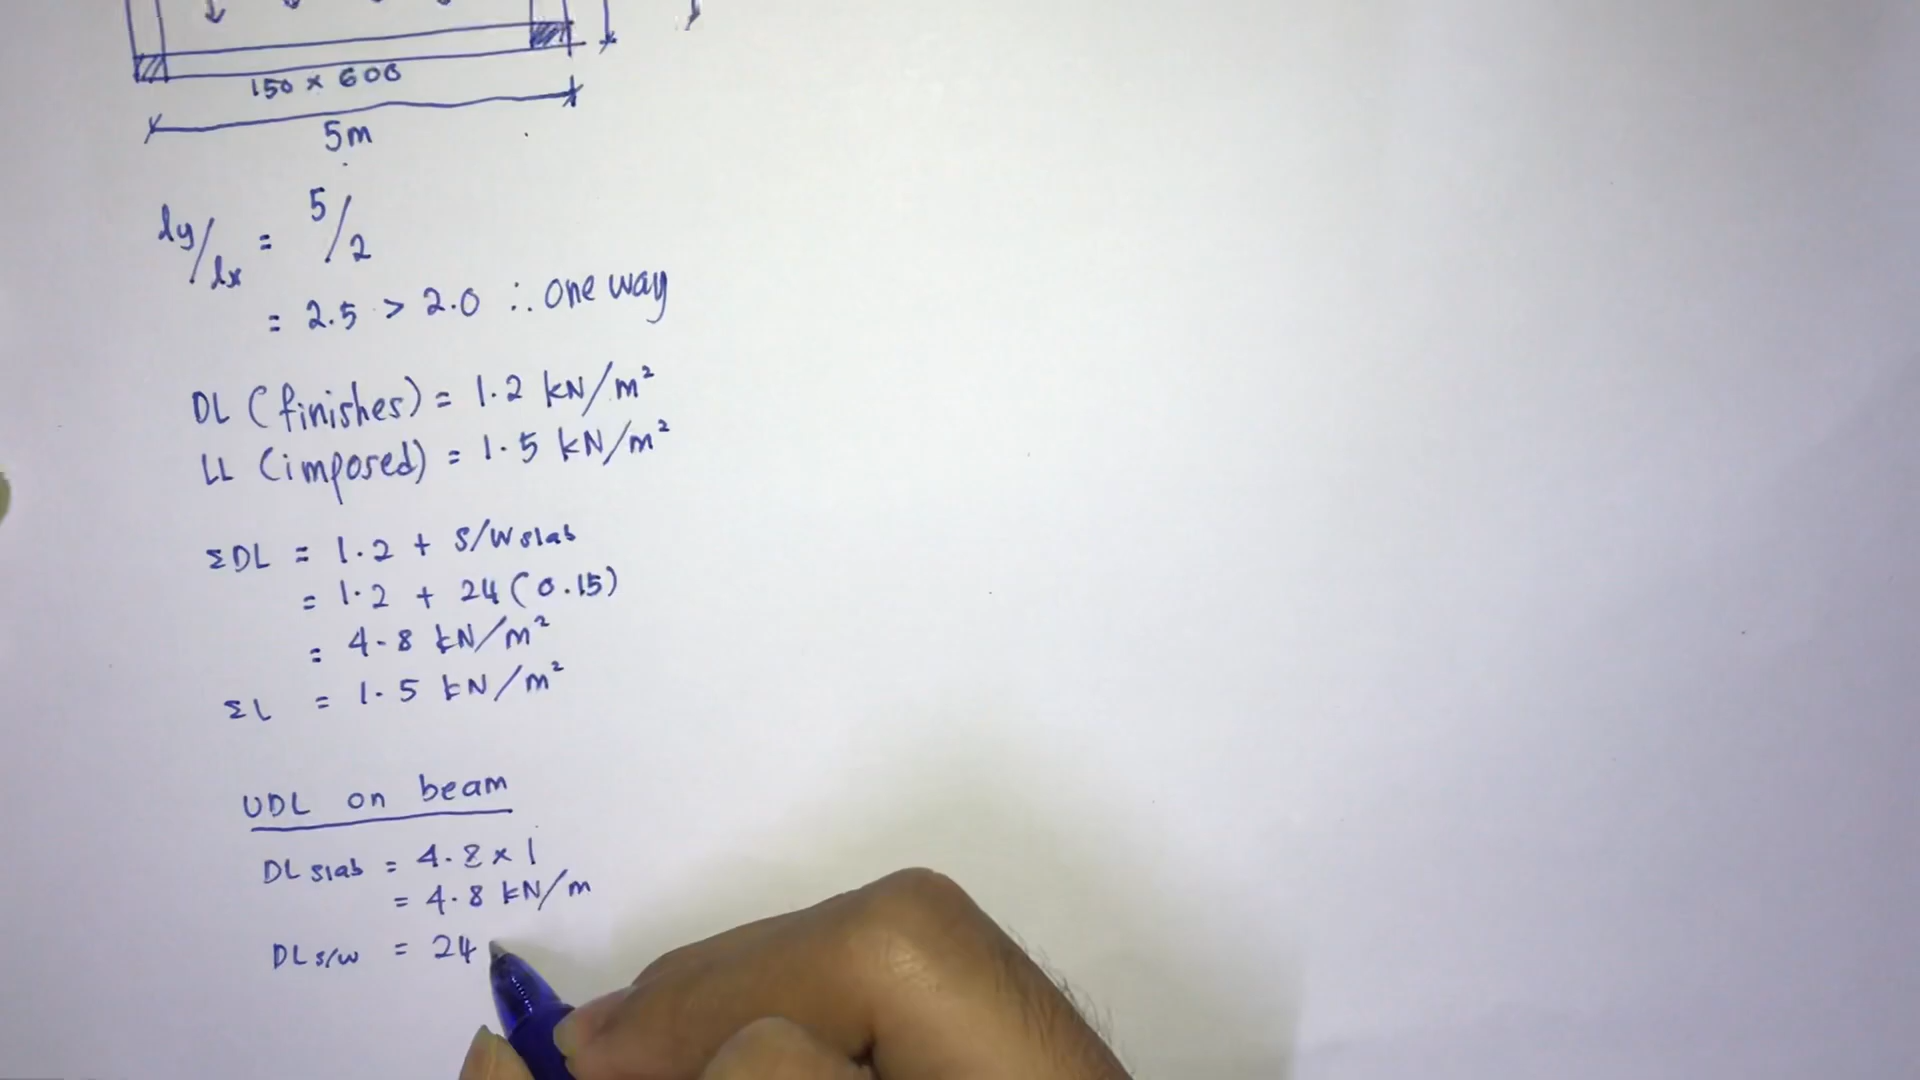 150 x 600
5m
ly/lx = 5/2
= 2.5 > 2.0 ∴ one way
DL (finishes) = 1.2 kN/m²
LL (imposed) = 1.5 kN/m²
ΣDL = 1.2 + S/W slab
= 1.2 + 24 (0.15)
= 4.8 kN/m²
ΣL = 1.5 kN/m²
UDL on beam
DL slab = 4.8 x 1
= 4.8 kN/m
DL s/w = 24